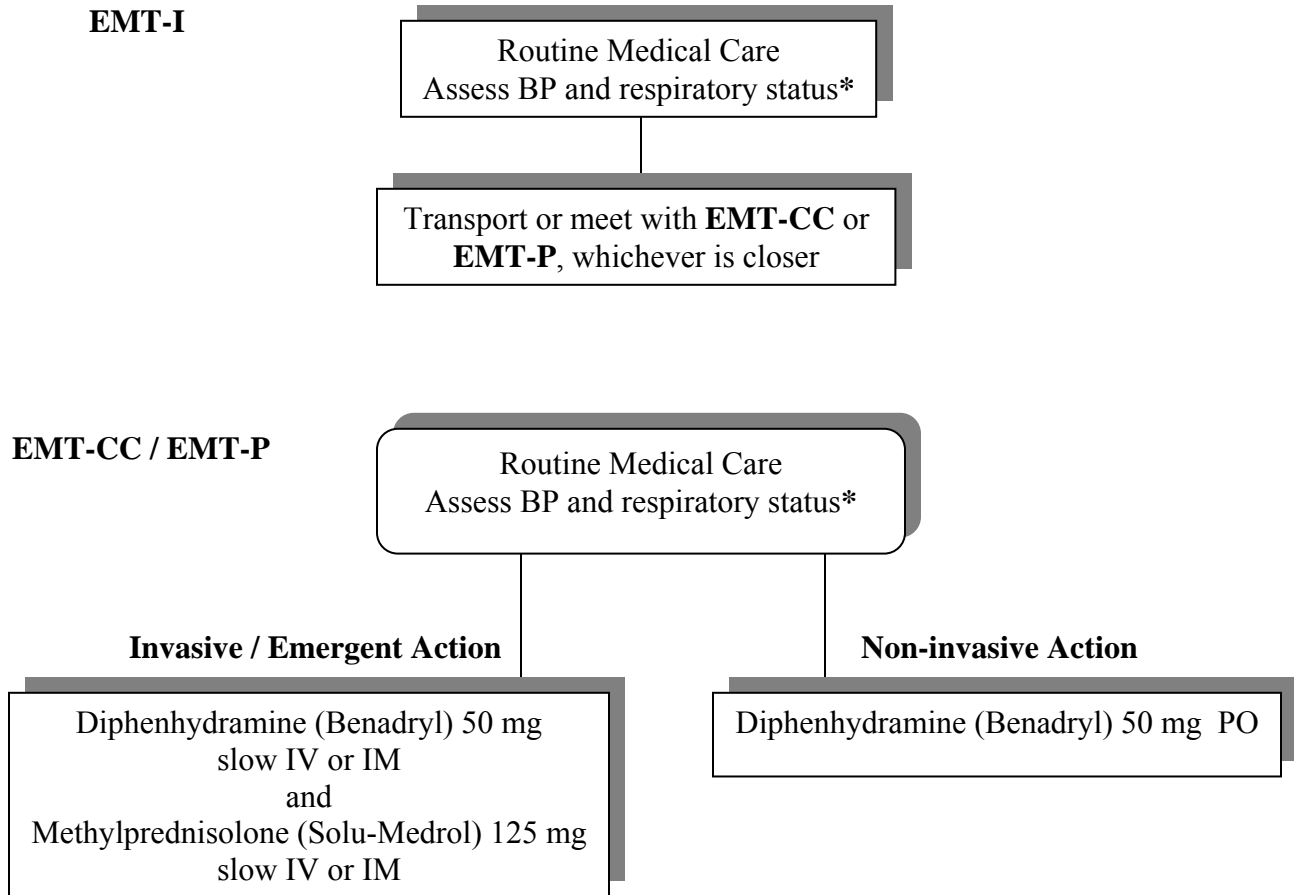 EMT-I
Routine Medical Care
Assess BP and respiratory status*
Transport or meet with EMT-CC or
EMT-P, whichever is closer
EMT-CC / EMT-P
Routine Medical Care
Assess BP and respiratory status*
Invasive / Emergent Action
Diphenhydramine (Benadryl) 50 mg
slow IV or IM
and
Methylprednisolone (Solu-Medrol) 125 mg
slow IV or IM
Non-invasive Action
Diphenhydramine (Benadryl) 50 mg PO